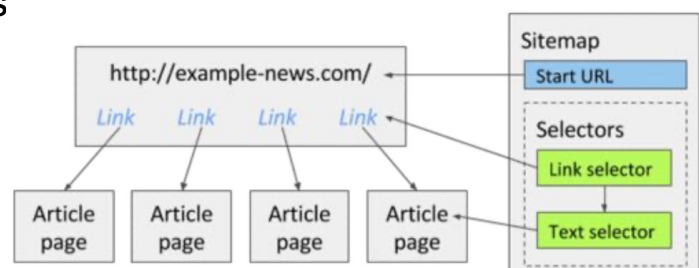 s
http://example-news.com/
Link Link Link Link
Article page
Article page
Article page
Article page
Sitemap
Start URL
Selectors
Link selector
Text selector